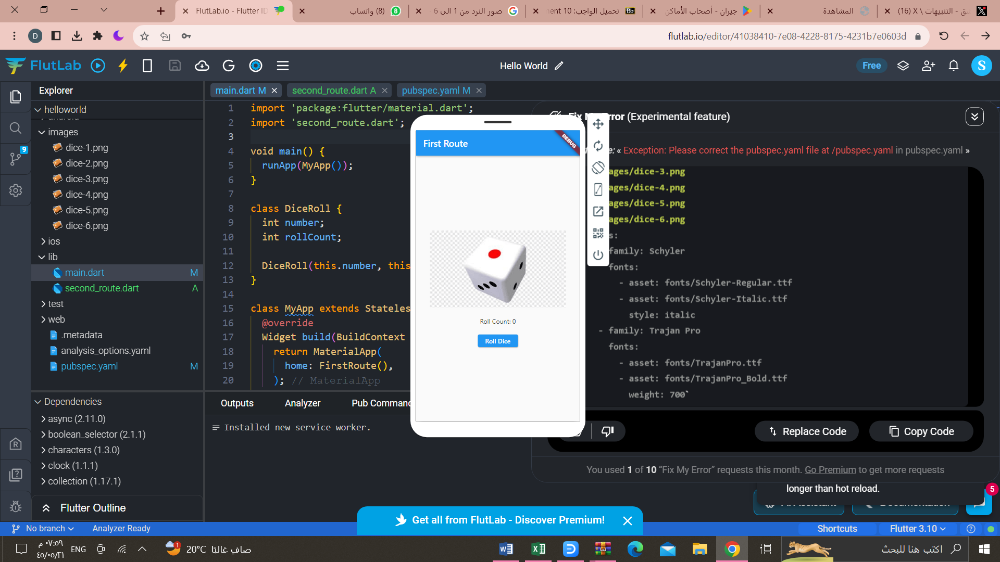 FlutLab.io - Flutter ID
(8) واتساب
صور النرد من 1 الى 6 -
تحميل الواجب: ment 10
جيران - أصحاب الأماكن
المشاهدة
شق - التنبيهات \ X (16)
D
flutlab.io/editor/41038410-7e08-4228-8175-4231b7e0603d
FlutLab
Hello World
Free
S
Explorer
main.dart M
second_route.dart A
pubspec.yaml M
helloworld
android
images
dice-1.png
dice-2.png
dice-3.png
dice-4.png
dice-5.png
dice-6.png
ios
lib
main.dart M
second_route.dart A
test
web
.metadata
analysis_options.yaml
pubspec.yaml M
9
Dependencies
async (2.11.0)
boolean_selector (2.1.1)
characters (1.3.0)
clock (1.1.1)
collection (1.17.1)
Flutter Outline
1 import 'package:flutter/material.dart';
2 import 'second_route.dart';
3
4 void main() {
5 runApp(MyApp());
6 }
7
8 class DiceRoll {
9 int number;
10 int rollCount;
11
12 DiceRoll(this.number, this
13 }
14
15 class MyApp extends Stateles
16 @override
17 Widget build(BuildContext
18 return MaterialApp(
19 home: FirstRoute(),
20 ); // MaterialApp
Outputs Analyzer Pub Command
Installed new service worker.
First Route
DEBUG
Roll Count: 0
Roll Dice
Fix M Error (Experimental feature)
e: « Exception: Please correct the pubspec.yaml file at /pubspec.yaml in pubspec.yaml »
ages/dice-3.png
ages/dice-4.png
ages/dice-5.png
ages/dice-6.png
s:
family: Schyler
fonts:
- asset: fonts/Schyler-Regular.ttf
- asset: fonts/Schyler-Italic.ttf
style: italic
- family: Trajan Pro
fonts:
- asset: fonts/TrajanPro.ttf
- asset: fonts/TrajanPro_Bold.ttf
weight: 700`
Replace Code
Copy Code
You used 1 of 10 “Fix My Error” requests this month. Go Premium to get more requests
longer than hot reload.
5
AI Assistant
Documentation
Get all from FlutLab - Discover Premium!
No branch
Analyzer Ready
Shortcuts
Flutter 3.10
٠٧:٥٩ م
٤٥/٠٥/٢١
ENG
1
20°C صافٍ غالبًا
اكتب هنا للبحث